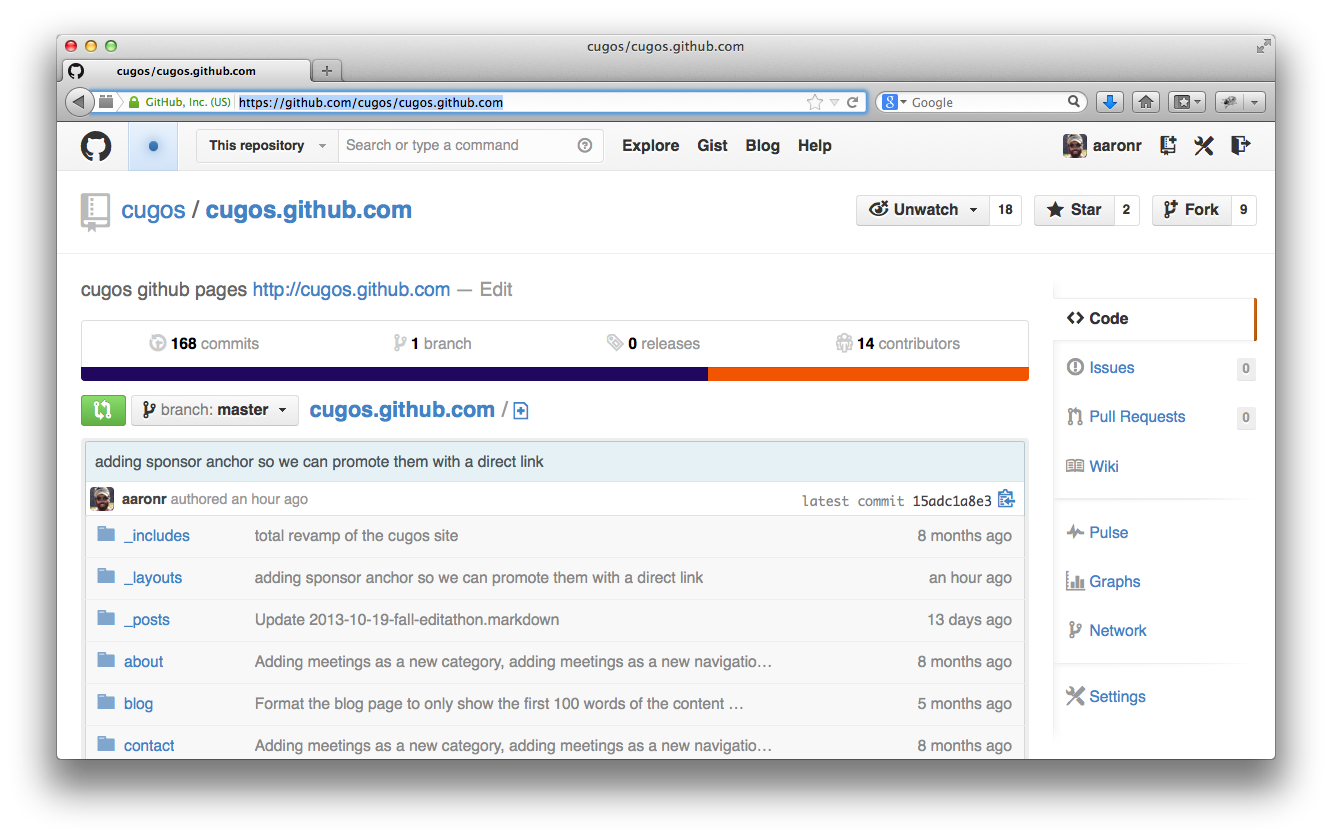 cugos/cugos.github.com
cugos/cugos.github.com
GitHub, Inc. (US) https://github.com/cugos/cugos.github.com Google
This repository Search or type a command Explore Gist Blog Help aaronr
cugos / cugos.github.com Unwatch 18 Star 2 Fork 9
cugos github pages http://cugos.github.com — Edit
168 commits 1 branch 0 releases 14 contributors
branch: master cugos.github.com /
adding sponsor anchor so we can promote them with a direct link
aaronr authored an hour ago latest commit 15adc1a8e3
_includes total revamp of the cugos site 8 months ago
_layouts adding sponsor anchor so we can promote them with a direct link an hour ago
_posts Update 2013-10-19-fall-editathon.markdown 13 days ago
about Adding meetings as a new category, adding meetings as a new navigatio… 8 months ago
blog Format the blog page to only show the first 100 words of the content … 5 months ago
contact Adding meetings as a new category, adding meetings as a new navigatio… 8 months ago
Code
Issues 0
Pull Requests 0
Wiki
Pulse
Graphs
Network
Settings